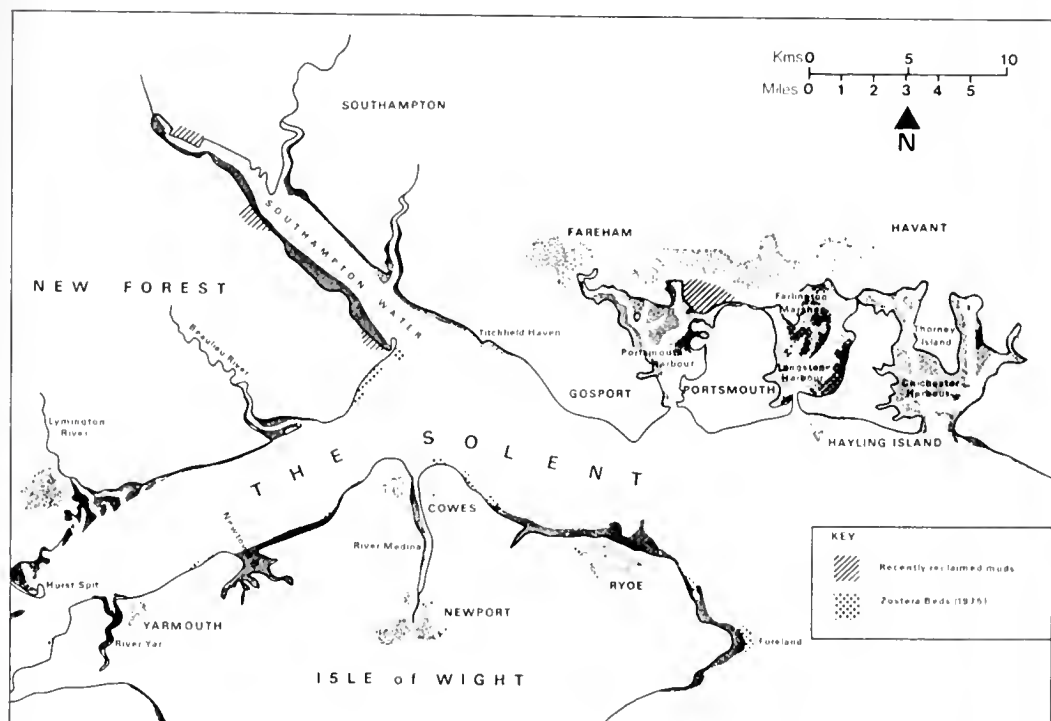 Kms 0 5 10
Miles 0 1 2 3 4 5
N
SOUTHAMPTON
SOUTHAMPTON WATER
FAREHAM
HAVANT
NEW FOREST
Beaulieu River
Titchfield Haven
Farlington
Marshes
Thorney
Island
Portsmouth
Harbour
Langstone
Harbour
Chichester
Harbour
GOSPORT
PORTSMOUTH
HAYLING ISLAND
Lymington
River
THE SOLENT
Newton
COWES
River Medina
Hurst Spit
YARMOUTH
River Yar
NEWPORT
RYDE
Foreland
ISLE of WIGHT
KEY
Recently reclaimed muds
Zostera Beds (1975)